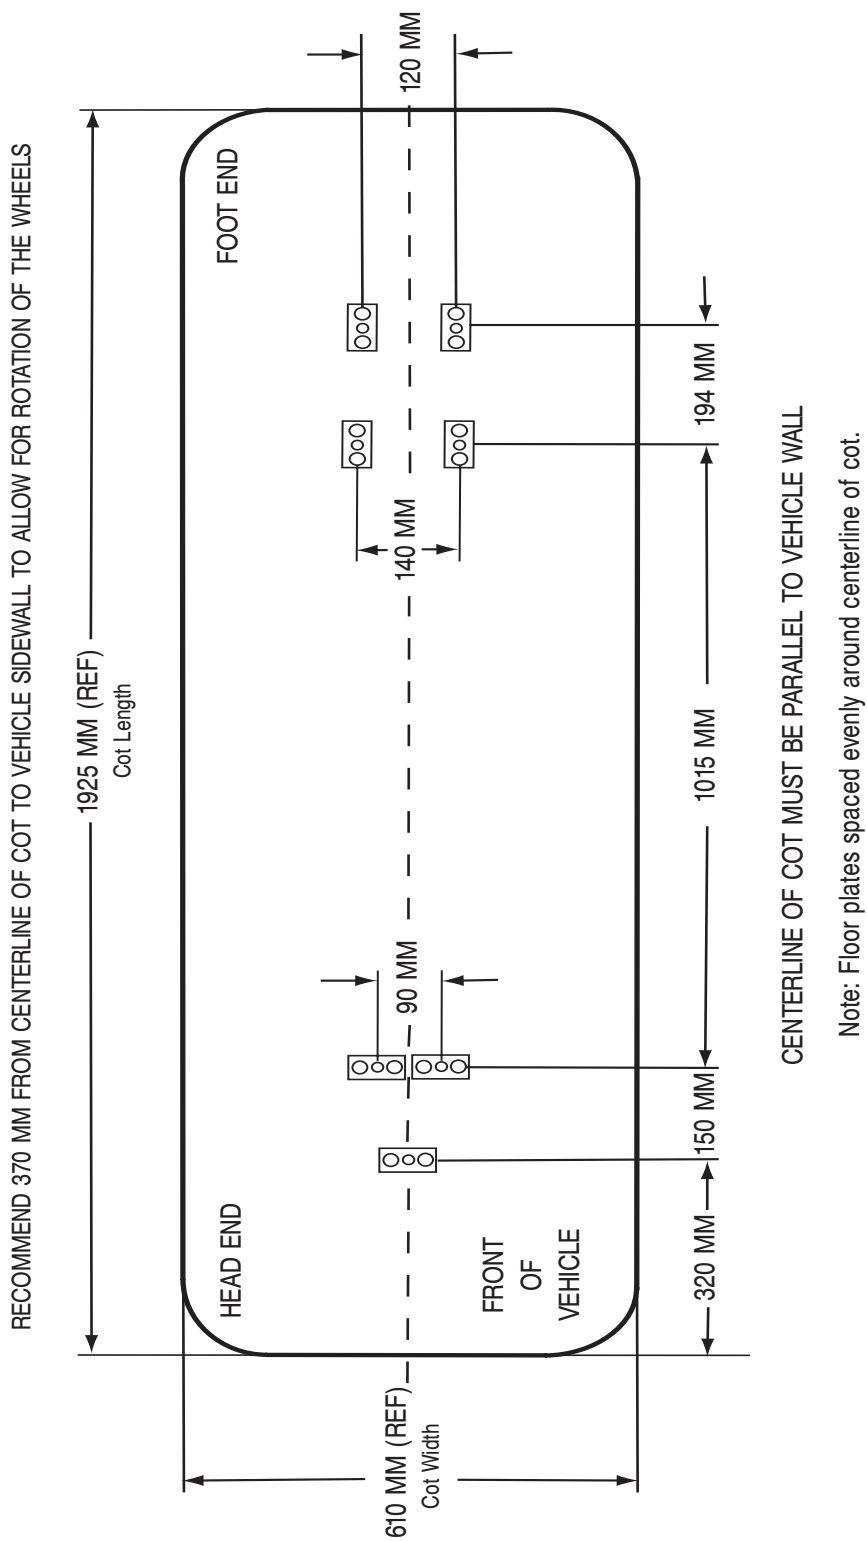 RECOMMEND 370 MM FROM CENTERLINE OF COT TO VEHICLE SIDEWALL TO ALLOW FOR ROTATION OF THE WHEELS
1925 MM (REF)
Cot Length
HEAD END
FOOT END
610 MM (REF)
Cot Width
90 MM
140 MM
120 MM
FRONT
OF
VEHICLE
320 MM
150 MM
1015 MM
194 MM
CENTERLINE OF COT MUST BE PARALLEL TO VEHICLE WALL
Note: Floor plates spaced evenly around centerline of cot.